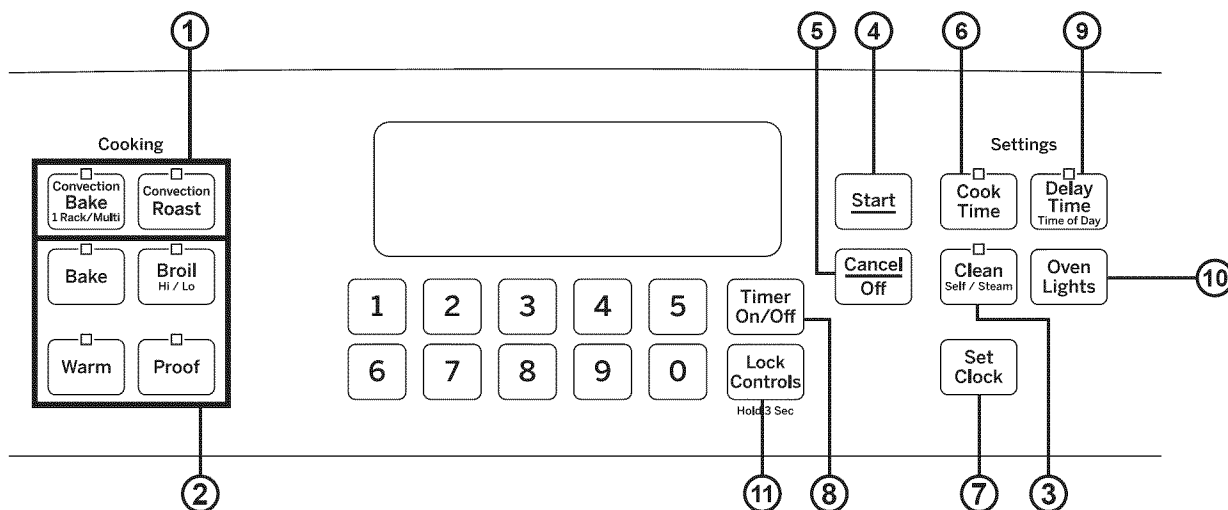 1
5
4
6
9
Cooking
Settings
Convection
Bake
1 Rack/Multi
Convection
Roast
Start
Cook
Time
Delay
Time
Time of Day
Bake
Broil
Hi / Lo
Cancel
Off
Clean
Self / Steam
Oven
Lights
10
1 2 3 4 5
Timer
On/Off
Warm
Proof
6 7 8 9 0
Lock
Controls
Hold 3 Sec
Set
Clock
2
11
8
7
3